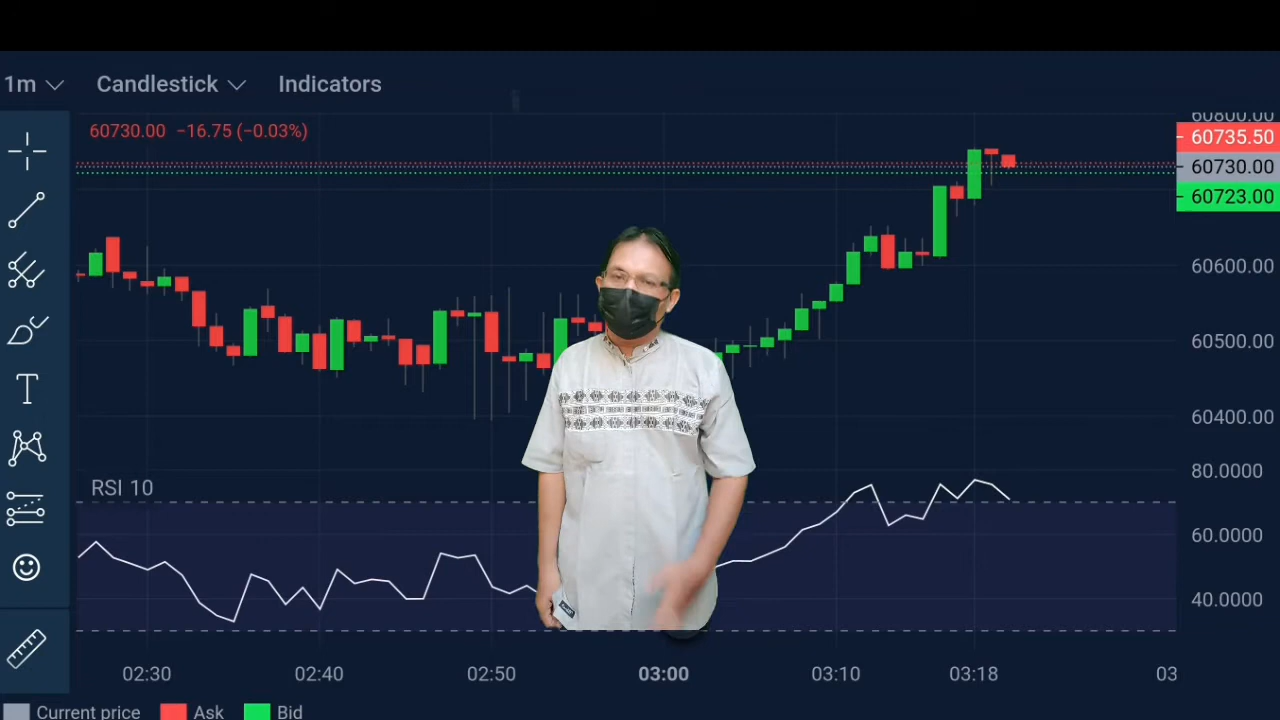 1m Candlestick Indicators
60730.00 −16.75 (−0.03%)
60800.00
60735.50
60730.00
60723.00
60600.00
60500.00
60400.00
80.0000
RSI 10
60.0000
40.0000
02:30 02:40 02:50 03:00 03:10 03:18 03
Current price Ask Bid